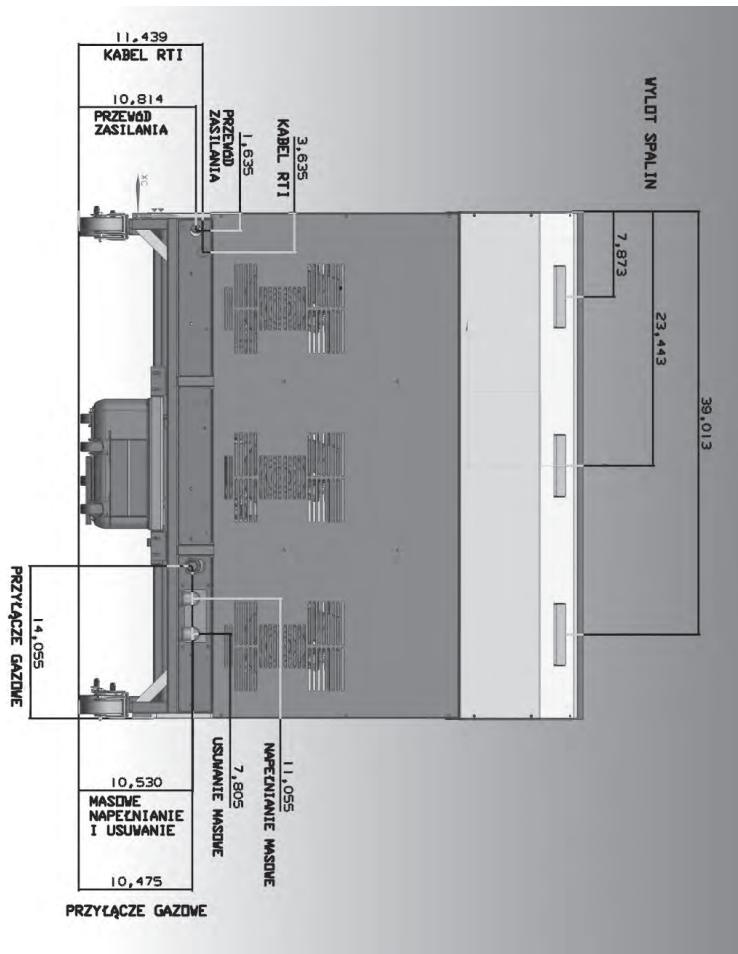 11,439
KABEL RTI
10,814
PRZEWÓD
ZASILANIA
XC
PRZEWÓD
ZASILANIA
1,635
KABEL RTI
3,635
WYLOT SPALIN
7,873
23,443
39,013
PRZYŁĄCZE GAZOWE
14,055
USUWANIE MASOWE
7,805
NAPEŁNIANIE MASOWE
11,055
10,530
MASOWE
NAPEŁNIANIE
I USUWANIE
10,475
PRZYŁĄCZE GAZOWE